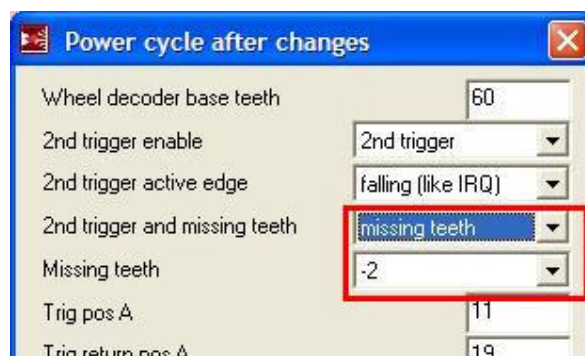 Power cycle after changes
Wheel decoder base teeth 60
2nd trigger enable 2nd trigger
2nd trigger active edge falling (like IRQ)
2nd trigger and missing teeth missing teeth
Missing teeth -2
Trig pos A 11
Trig return pos A 19